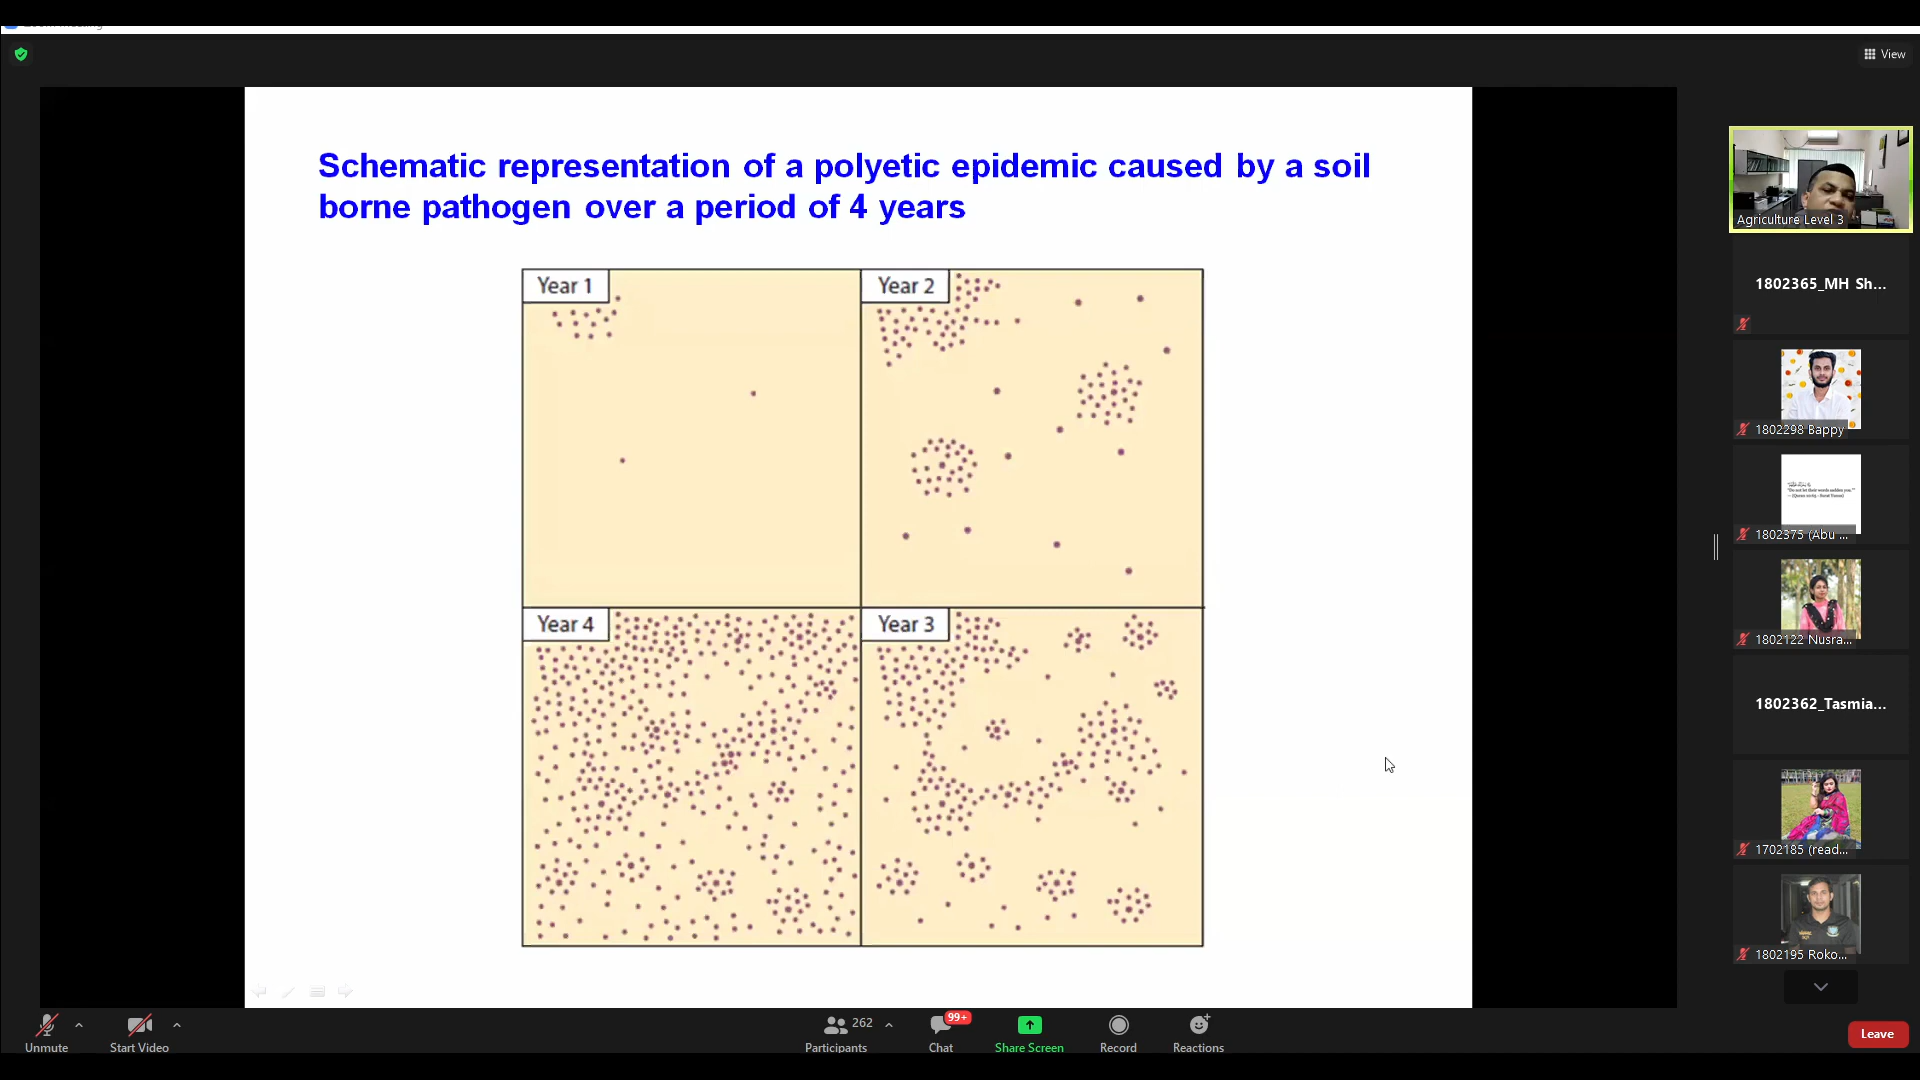 View
Schematic representation of a polyetic epidemic caused by a soil
borne pathogen over a period of 4 years
Year 1
Year 2
Year 4
Year 3
Agriculture Level 3
1802365_MH Sh...
1802298 Bappy
1802375 (Abu ...
1802122 Nusra...
1802362_Tasmia...
1702185 (read...
1802195 Roko...
Unmute
Start Video
262
Participants
99+
Chat
Share Screen
Record
Reactions
Leave